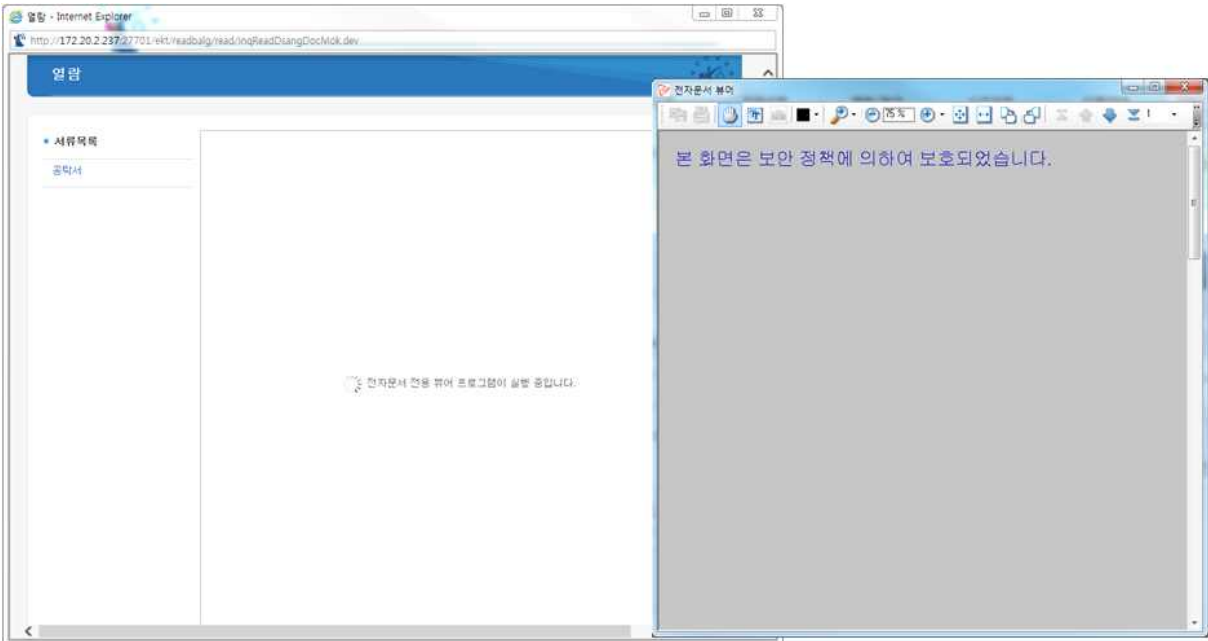 열람 - Internet Explorer
http://172.20.2.237:27701/ekt/readbalg/read/inqReadDsangDocMok.dev
열람
서류목록
공탁서
전자문서 전용 뷰어 프로그램이 실행 중입니다.
전자문서 뷰어
75 %
1
본 화면은 보안 정책에 의하여 보호되었습니다.